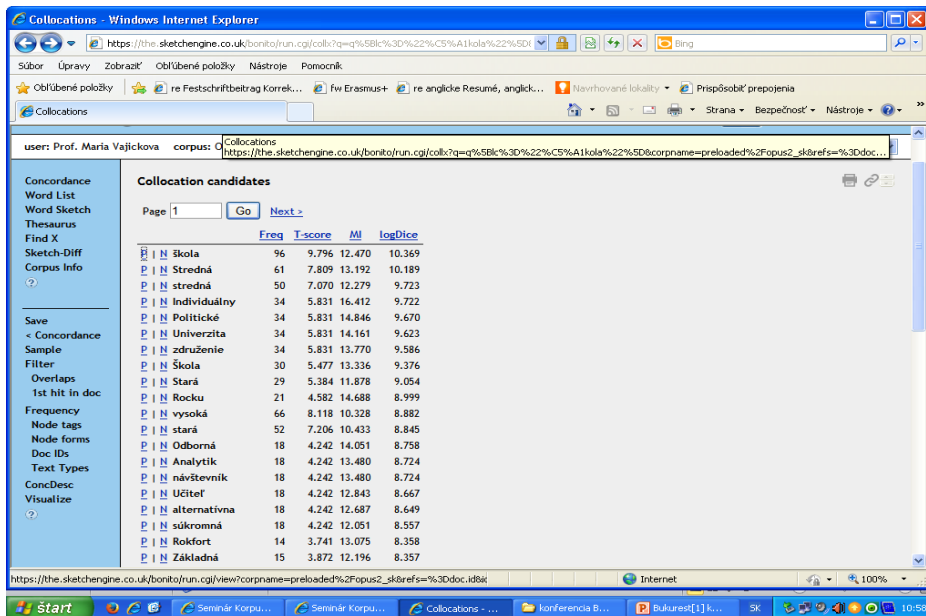 Collocations - Windows Internet Explorer
https://the.sketchengine.co.uk/bonito/run.cgi/collx?q=q%5Blc%3D%22%C5%A1kola%22%5D& Bing
Súbor Úpravy Zobraziť Obľúbené položky Nástroje Pomocník
Obľúbené položky re Festschriftbeitrag Korrek... fw Erasmus+ re anglicke Resumé, anglick... Navrhované lokality Prispôsobiť prepojenia
Collocations Strana Bezpečnosť Nástroje »
user: Prof. Maria Vajickova corpus: O
Collocations
https://the.sketchengine.co.uk/bonito/run.cgi/collx?q=q%5Blc%3D%22%C5%A1kola%22%5D&corpname=preloaded%2Fopus2_sk&refs=%3Ddoc...
Concordance
Word List
Word Sketch
Thesaurus
Find X
Sketch-Diff
Corpus Info
?
Save
< Concordance
Sample
Filter
Overlaps
1st hit in doc
Frequency
Node tags
Node forms
Doc IDs
Text Types
ConcDesc
Visualize
?
Collocation candidates
Page 1 Go Next >
Freq T-score MI logDice
P | N škola 96 9.796 12.470 10.369
P | N Stredná 61 7.809 13.192 10.189
P | N stredná 50 7.070 12.279 9.723
P | N Individuálny 34 5.831 16.412 9.722
P | N Politické 34 5.831 14.846 9.670
P | N Univerzita 34 5.831 14.161 9.623
P | N združenie 34 5.831 13.770 9.586
P | N Škola 30 5.477 13.336 9.376
P | N Stará 29 5.384 11.878 9.054
P | N Rocku 21 4.582 14.688 8.999
P | N vysoká 66 8.118 10.328 8.882
P | N stará 52 7.206 10.433 8.845
P | N Odborná 18 4.242 14.051 8.758
P | N Analytik 18 4.242 13.480 8.724
P | N návštevník 18 4.242 13.480 8.724
P | N Učiteľ 18 4.242 12.843 8.667
P | N alternatívna 18 4.242 12.687 8.649
P | N súkromná 18 4.242 12.051 8.557
P | N Rokfort 14 3.741 13.075 8.358
P | N Základná 15 3.872 12.196 8.357
https://the.sketchengine.co.uk/bonito/run.cgi/view?corpname=preloaded%2Fopus2_sk&refs=%3Ddoc.id&i Internet 100%
Štart Seminár Korpu... Seminár Korpu... Collocations - ... konferencia B... Bukurest[1] k... SK 10:58